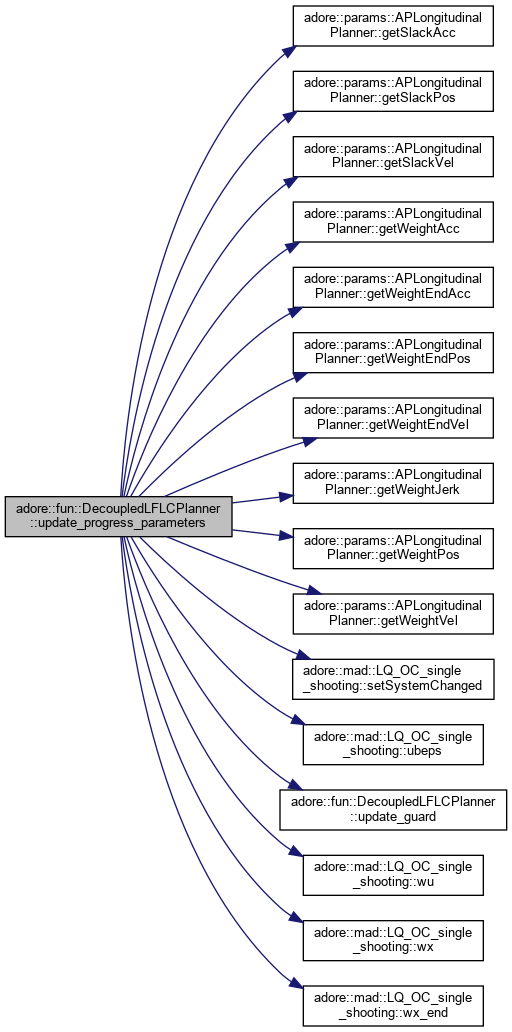 adore::params::APLongitudinal
Planner::getSlackAcc
adore::params::APLongitudinal
Planner::getSlackPos
adore::params::APLongitudinal
Planner::getSlackVel
adore::params::APLongitudinal
Planner::getWeightAcc
adore::params::APLongitudinal
Planner::getWeightEndAcc
adore::params::APLongitudinal
Planner::getWeightEndPos
adore::params::APLongitudinal
Planner::getWeightEndVel
adore::params::APLongitudinal
Planner::getWeightJerk
adore::fun::DecoupledLFLCPlanner
::update_progress_parameters
adore::params::APLongitudinal
Planner::getWeightPos
adore::params::APLongitudinal
Planner::getWeightVel
adore::mad::LQ_OC_single
_shooting::setSystemChanged
adore::mad::LQ_OC_single
_shooting::ubeps
adore::fun::DecoupledLFLCPlanner
::update_guard
adore::mad::LQ_OC_single
_shooting::wu
adore::mad::LQ_OC_single
_shooting::wx
adore::mad::LQ_OC_single
_shooting::wx_end